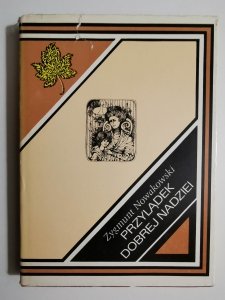 Zygmunt Nowakowski
PRZYLĄDEK
DOBREJ NADZIEI